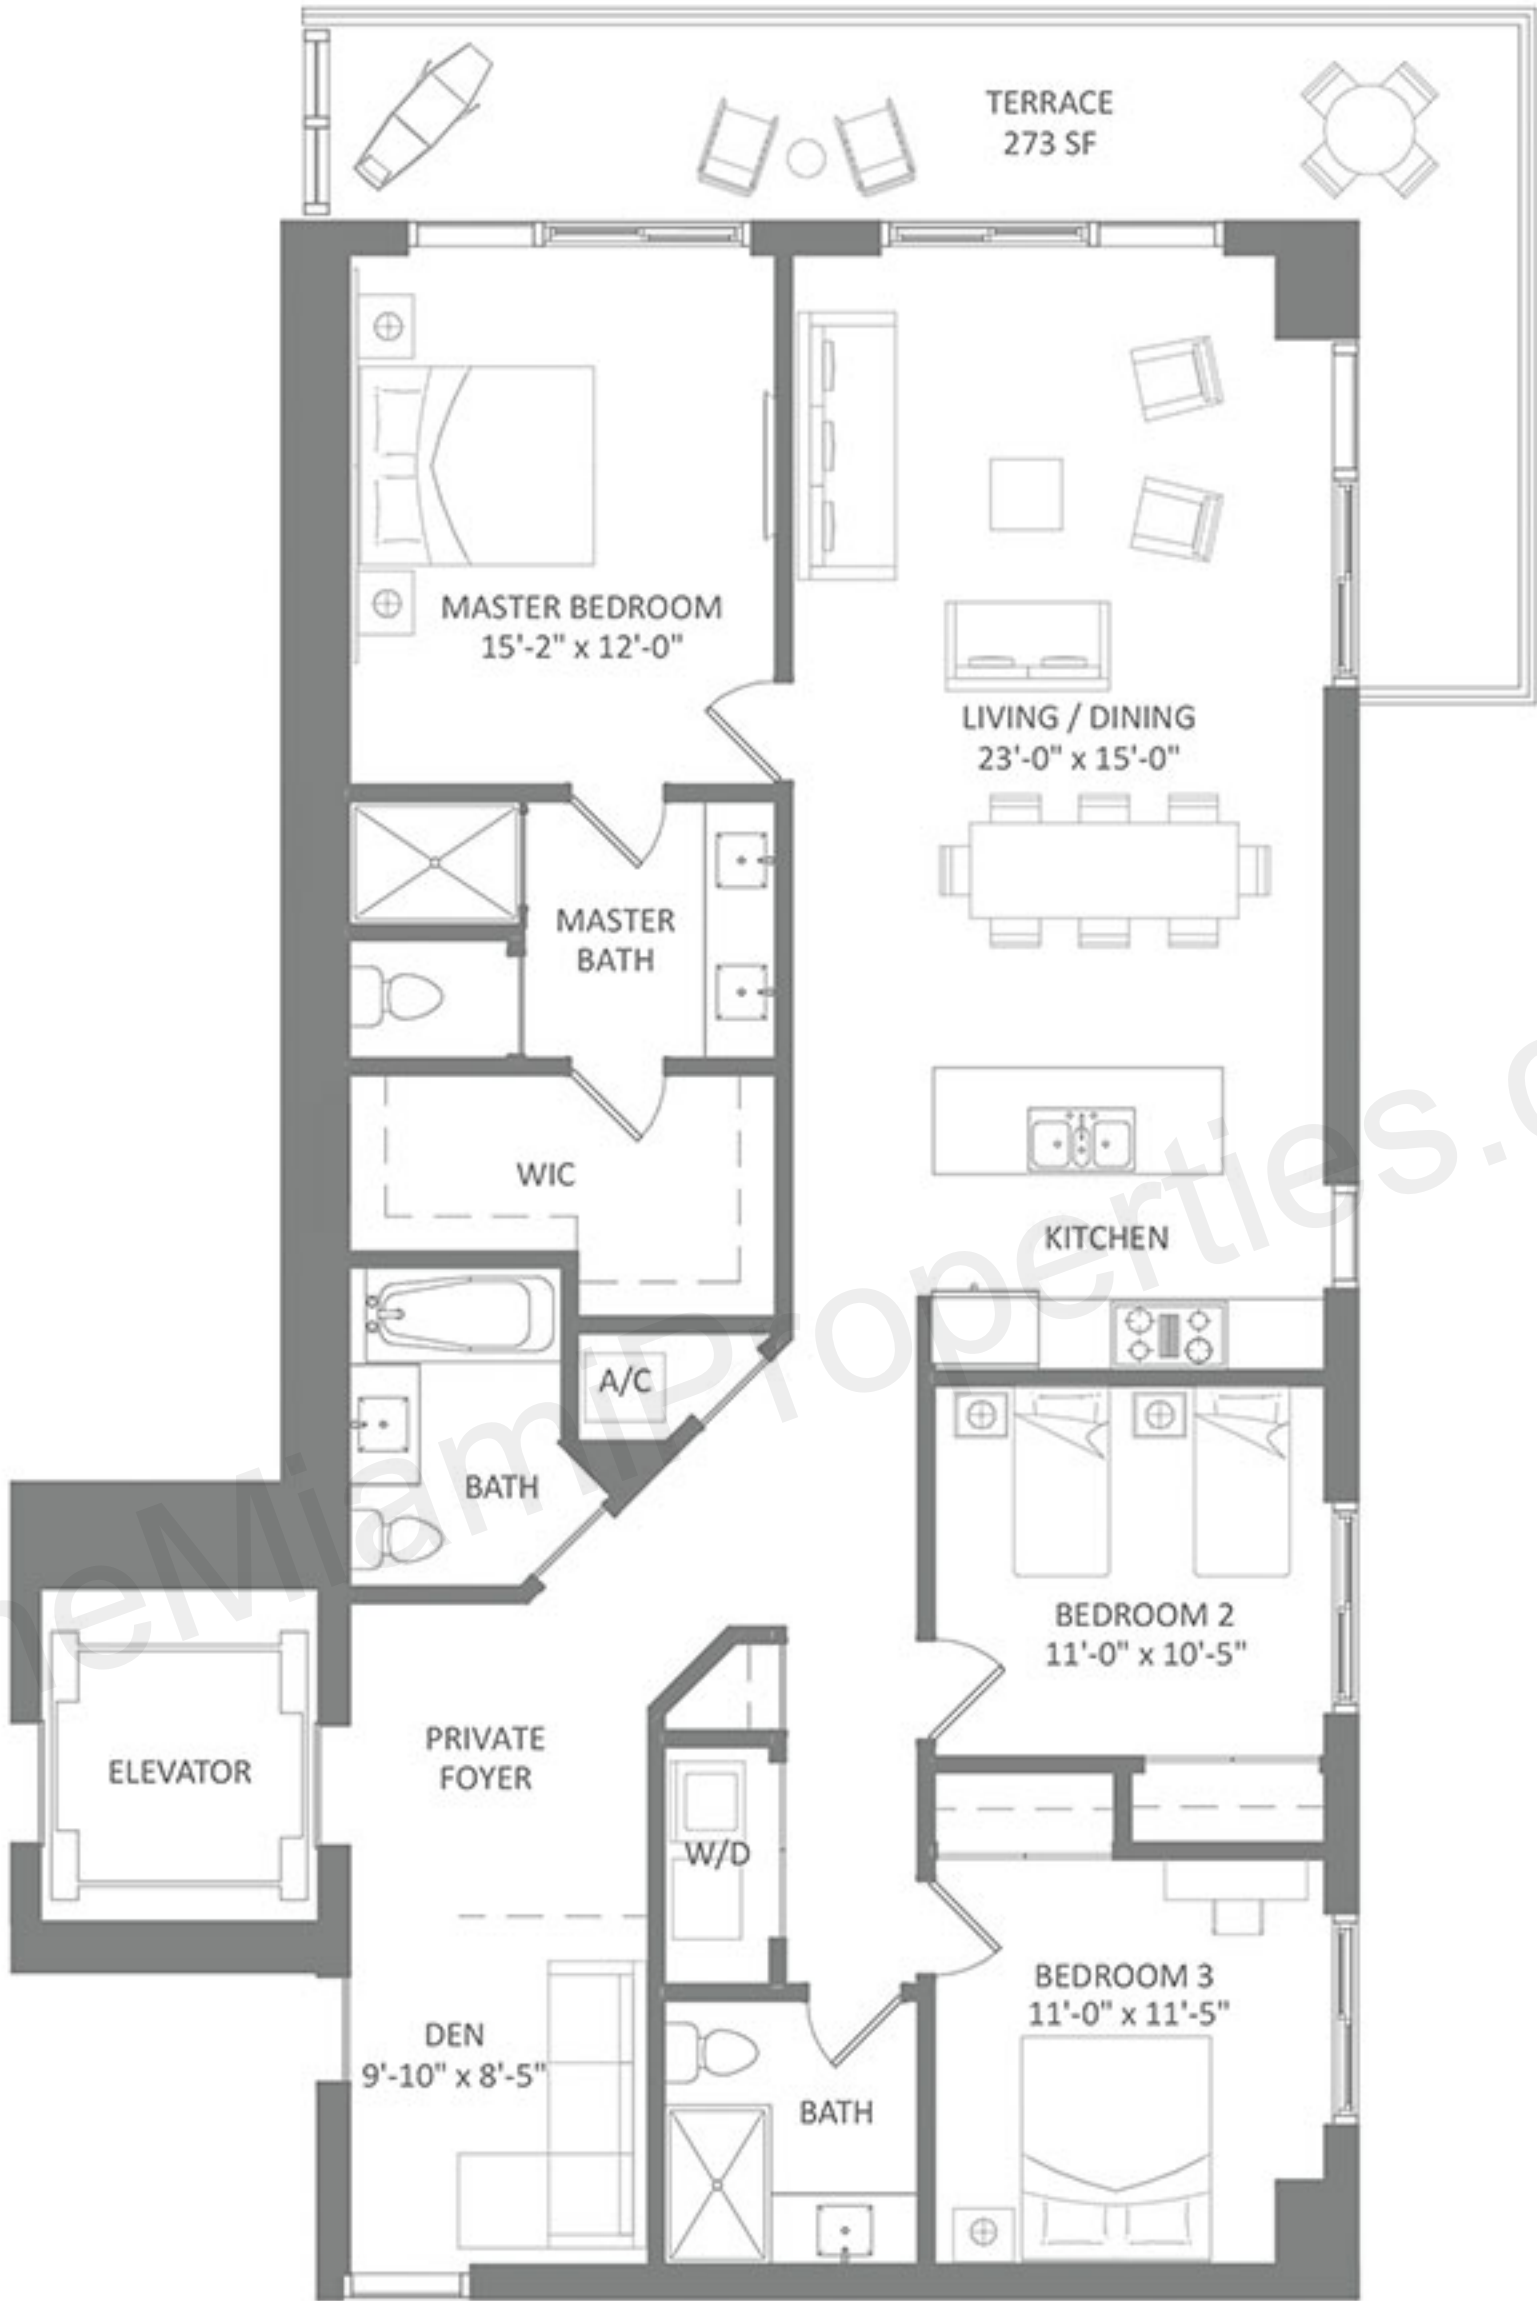 TERRACE
273 SF
MASTER BEDROOM
15'-2" x 12'-0"
LIVING / DINING
23'-0" x 15'-0"
MASTER
BATH
WIC
KITCHEN
A/C
BATH
BEDROOM 2
11'-0" x 10'-5"
PRIVATE
FOYER
ELEVATOR
W/D
BEDROOM 3
11'-0" x 11'-5"
DEN
9'-10" x 8'-5"
BATH
neMiamiProperties.c